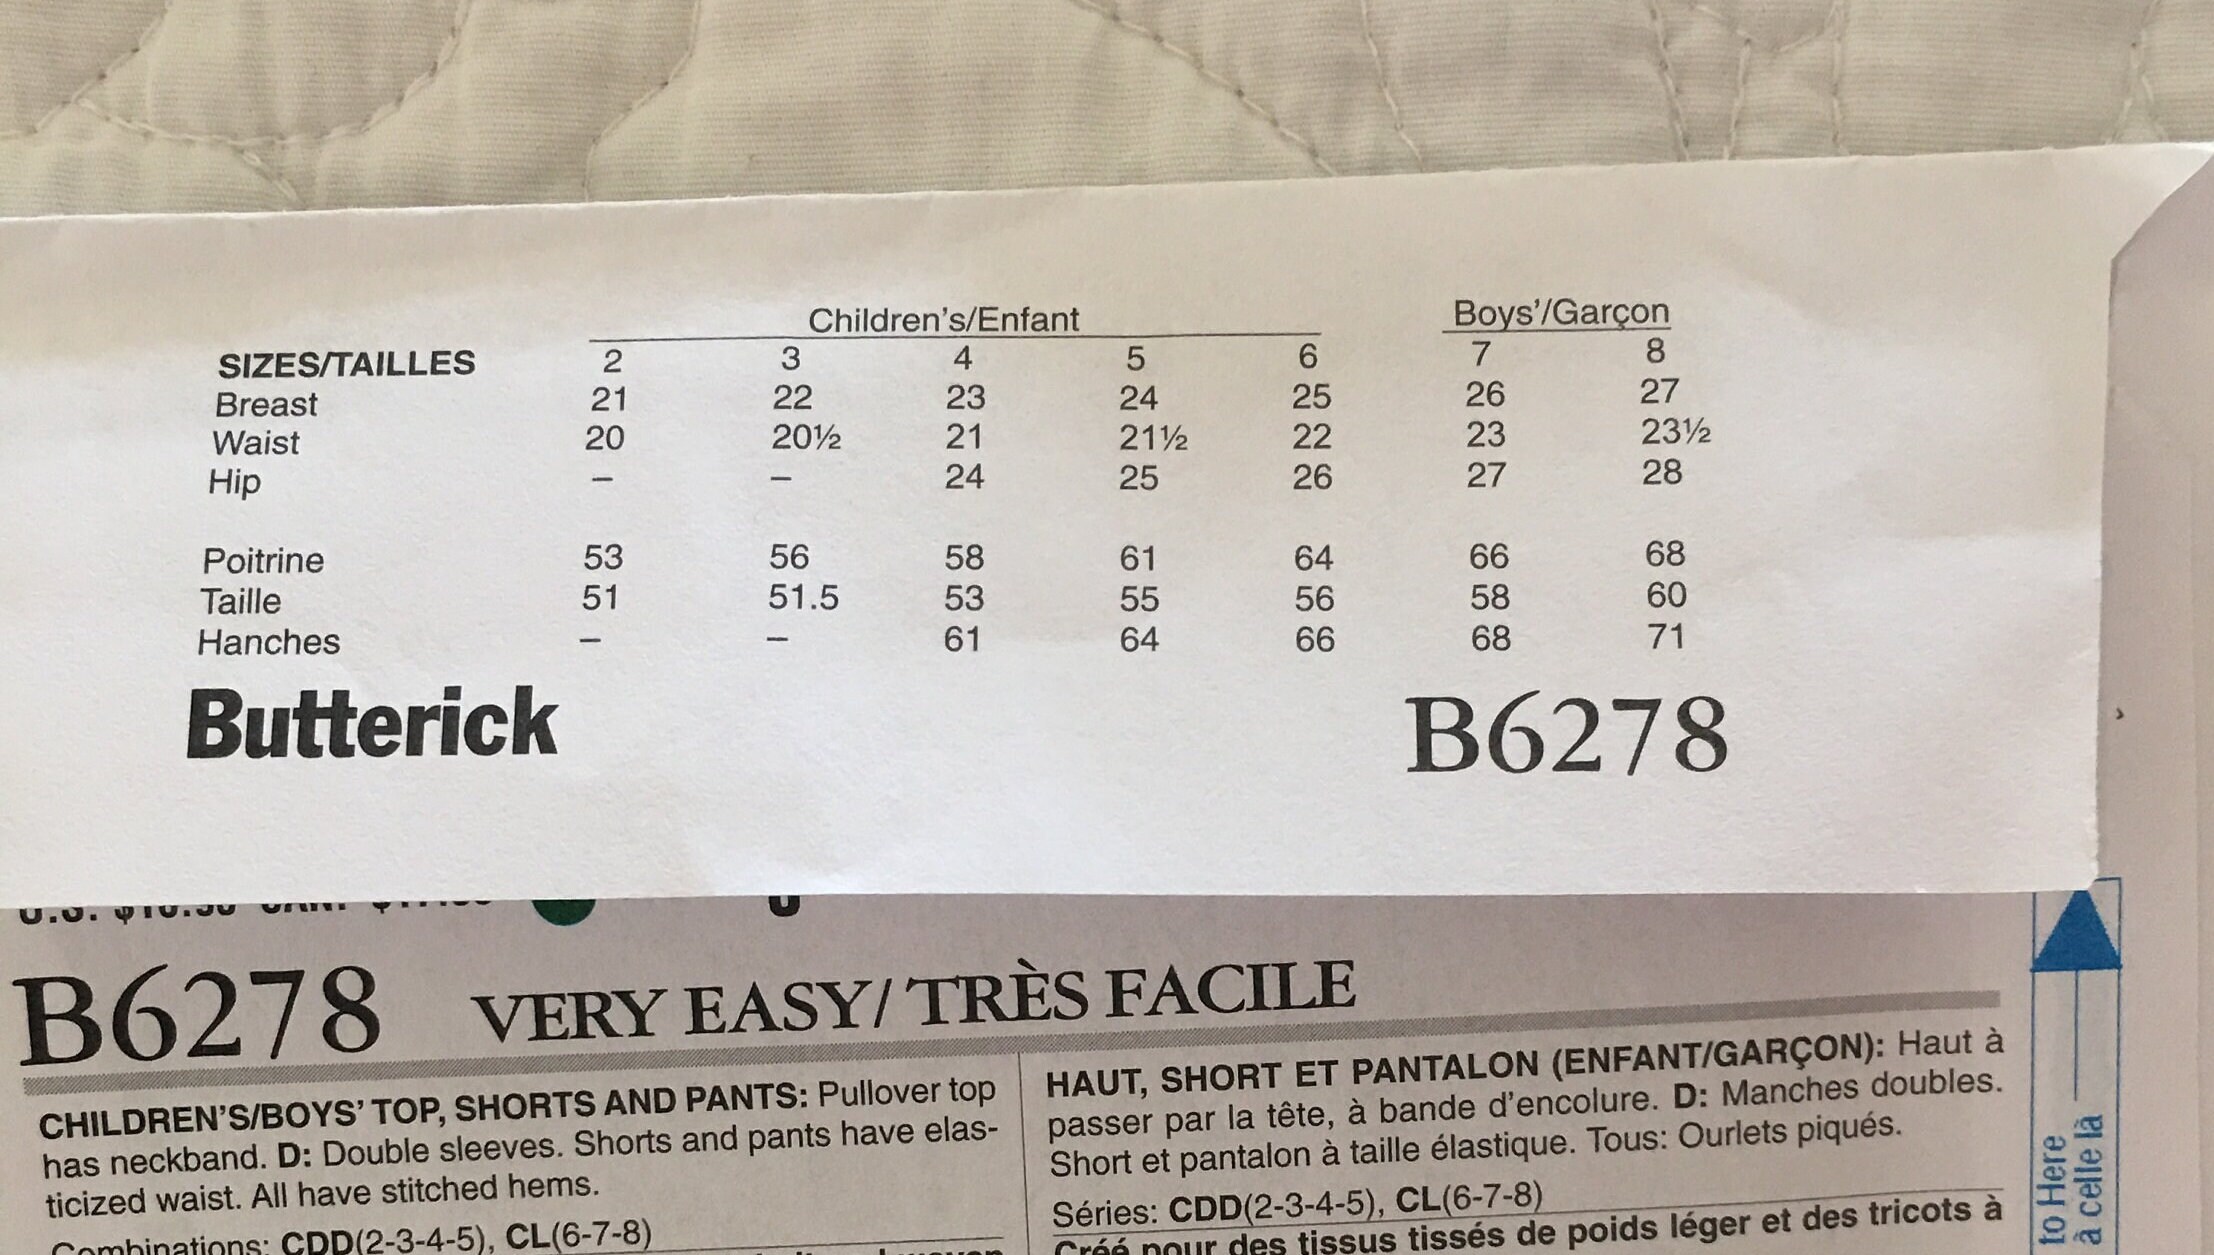 Children's/Enfant Boys'/Garçon
SIZES/TAILLES 2 3 4 5 6 7 8
Breast 21 22 23 24 25 26 27
Waist 20 20½ 21 21½ 22 23 23½
Hip – – 24 25 26 27 28
Poitrine 53 56 58 61 64 66 68
Taille 51 51.5 53 55 56 58 60
Hanches – – 61 64 66 68 71
Butterick B6278
B6278 VERY EASY/TRÈS FACILE
CHILDREN'S/BOYS' TOP, SHORTS AND PANTS: Pullover top
has neckband. D: Double sleeves. Shorts and pants have elas-
ticized waist. All have stitched hems.
Combinations: CDD(2-3-4-5), CL(6-7-8)
HAUT, SHORT ET PANTALON (ENFANT/GARÇON): Haut à
passer par la tête, à bande d'encolure. D: Manches doubles.
Short et pantalon à taille élastique. Tous: Ourlets piqués.
Séries: CDD(2-3-4-5), CL(6-7-8)
Créé pour des tissus tissés de poids léger et des tricots à
to Here
à celle là